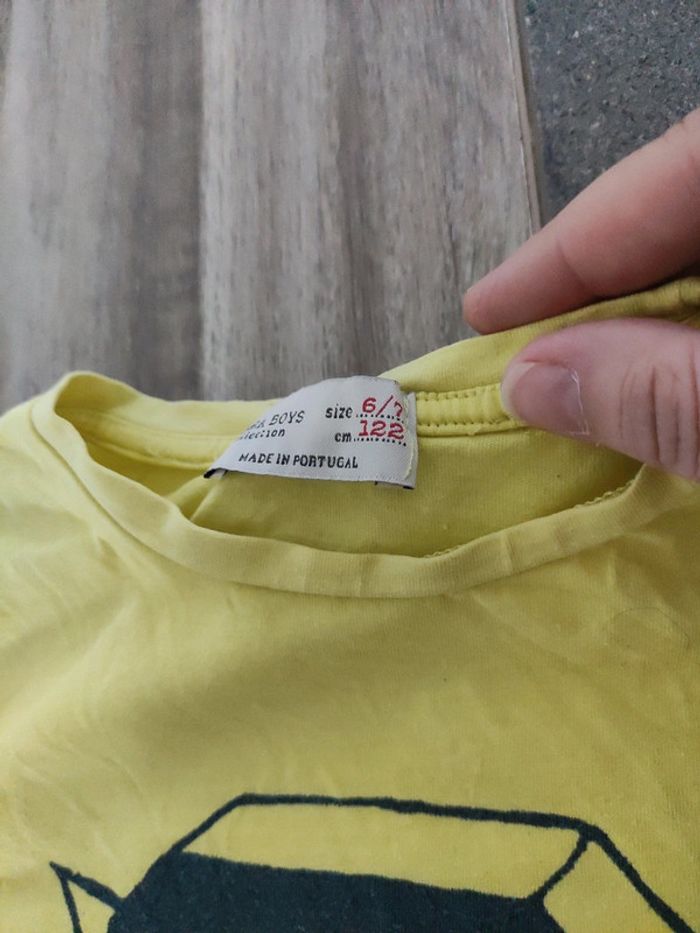 BOYS
size 6/7
cm 122
MADE IN PORTUGAL